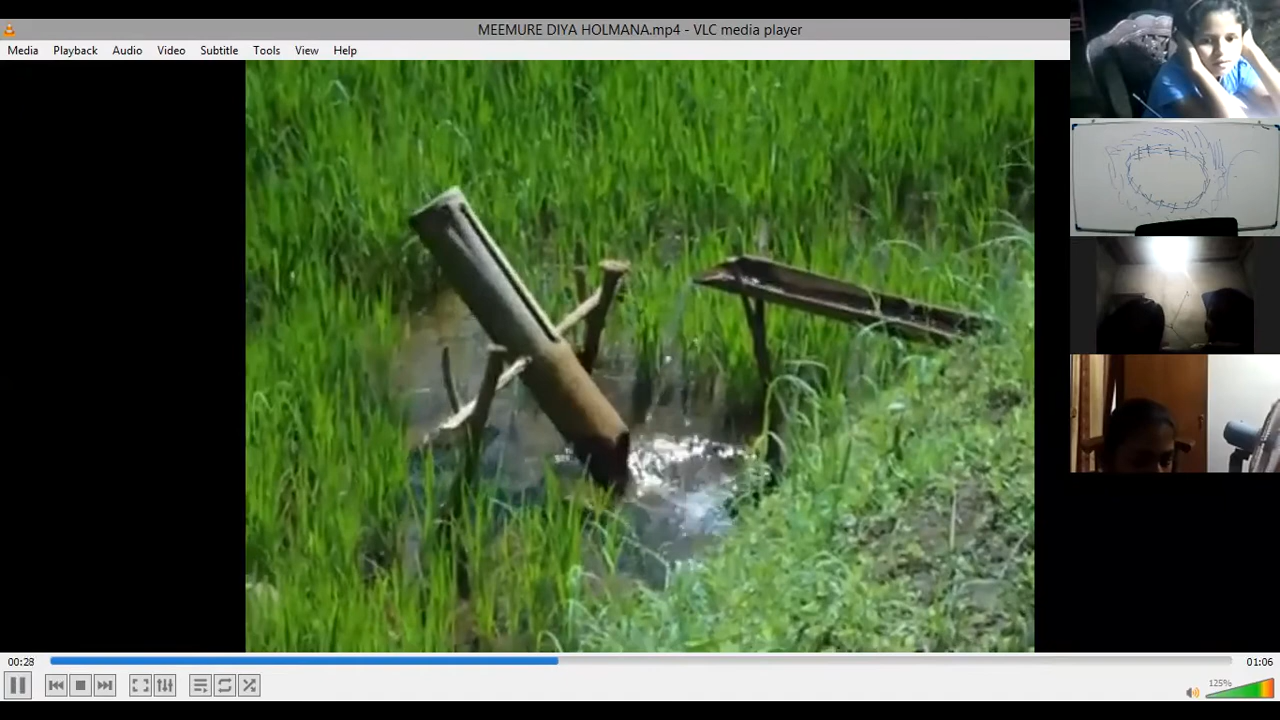 MEEMURE DIYA HOLMANA.mp4 - VLC media player
Media Playback Audio Video Subtitle Tools View Help
00:28
01:06
125%